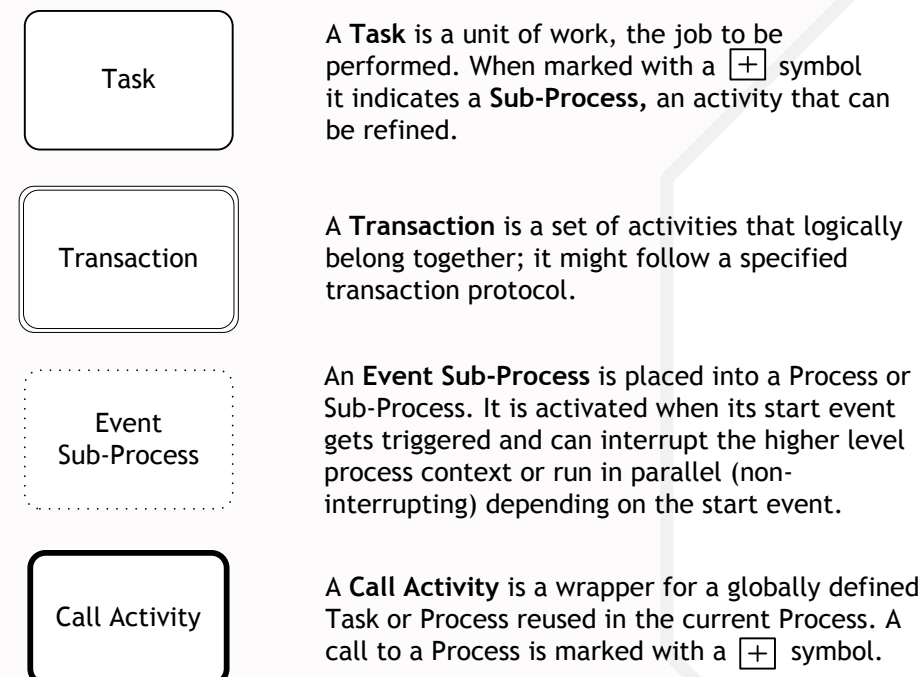 Task
A Task is a unit of work, the job to be
performed. When marked with a + symbol
it indicates a Sub-Process, an activity that can
be refined.
Transaction
A Transaction is a set of activities that logically
belong together; it might follow a specified
transaction protocol.
Event
Sub-Process
An Event Sub-Process is placed into a Process or
Sub-Process. It is activated when its start event
gets triggered and can interrupt the higher level
process context or run in parallel (non-
interrupting) depending on the start event.
Call Activity
A Call Activity is a wrapper for a globally defined
Task or Process reused in the current Process. A
call to a Process is marked with a + symbol.